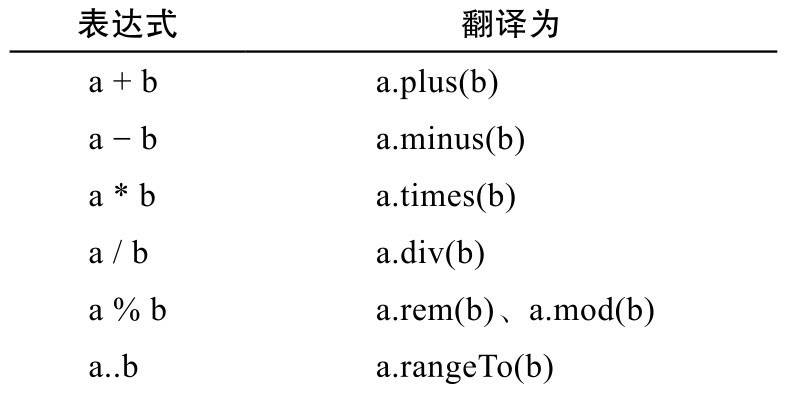 表达式 翻译为
a + b a.plus(b)
a − b a.minus(b)
a * b a.times(b)
a / b a.div(b)
a % b a.rem(b)、a.mod(b)
a..b a.rangeTo(b)